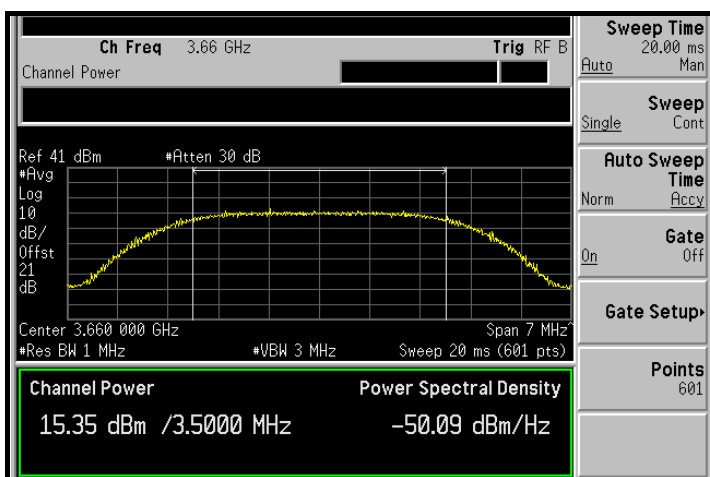 Ch Freq 3.66 GHz Trig RF B
Channel Power
Ref 41 dBm #Atten 30 dB
#Avg
Log
10
dB/
Offst
21
dB
Center 3.660 000 GHz Span 7 MHz^
#Res BW 1 MHz #VBW 3 MHz Sweep 20 ms (601 pts)
Channel Power Power Spectral Density
15.35 dBm /3.5000 MHz -50.09 dBm/Hz
Sweep Time
20.00 ms
Auto Man
Sweep
Single Cont
Auto Sweep
Time
Norm Accy
Gate
On Off
Gate Setup▸
Points
601